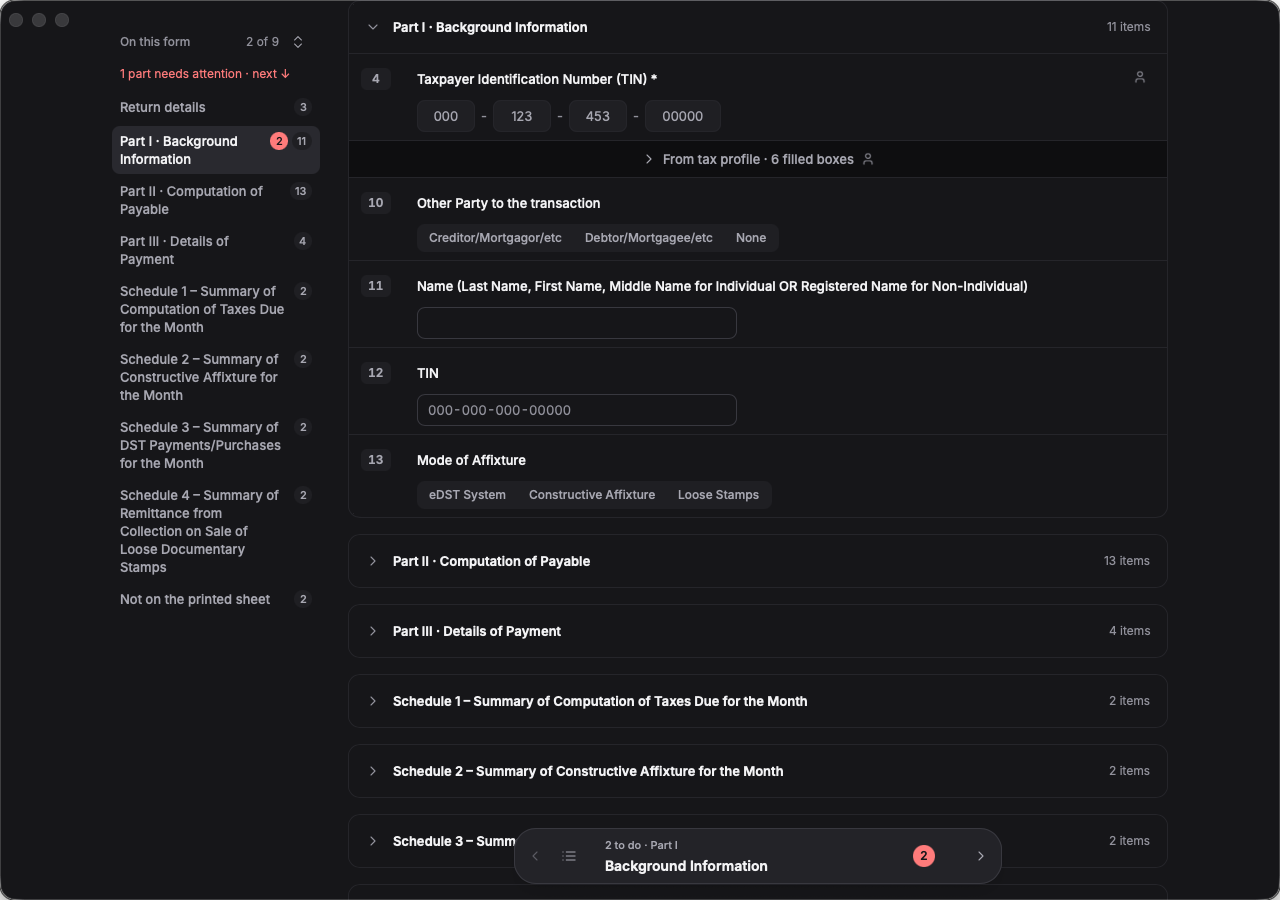 On this form
2 of 9
1 part needs attention · next ↓
Return details
3
Part I · Background
Information
2
11
Part II · Computation of
Payable
13
Part III · Details of
Payment
4
Schedule 1 – Summary of
Computation of Taxes Due
for the Month
2
Schedule 2 – Summary of
Constructive Affixture for
the Month
2
Schedule 3 – Summary of
DST Payments/Purchases
for the Month
2
Schedule 4 – Summary of
Remittance from
Collection on Sale of
Loose Documentary
Stamps
2
Not on the printed sheet
2
Part I · Background Information
11 items
4
Taxpayer Identification Number (TIN) *
000 - 123 - 453 - 00000
From tax profile · 6 filled boxes
10
Other Party to the transaction
Creditor/Mortgagor/etc
Debtor/Mortgagee/etc
None
11
Name (Last Name, First Name, Middle Name for Individual OR Registered Name for Non-Individual)
12
TIN
000-000-000-00000
13
Mode of Affixture
eDST System
Constructive Affixture
Loose Stamps
Part II · Computation of Payable
13 items
Part III · Details of Payment
4 items
Schedule 1 – Summary of Computation of Taxes Due for the Month
2 items
Schedule 2 – Summary of Constructive Affixture for the Month
2 items
Schedule 3 – Summ
2 items
2 to do · Part I
Background Information
2